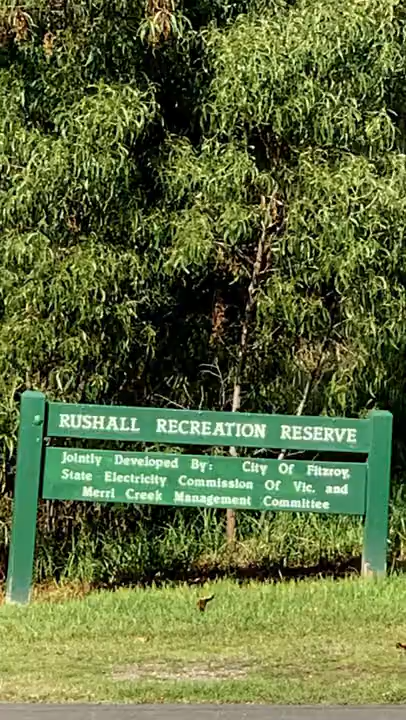 RUSHALL RECREATION RESERVE
Jointly Developed By: City Of Fitzroy,
State Electricity Commission Of Vic. and
Merri Creek Management Committee